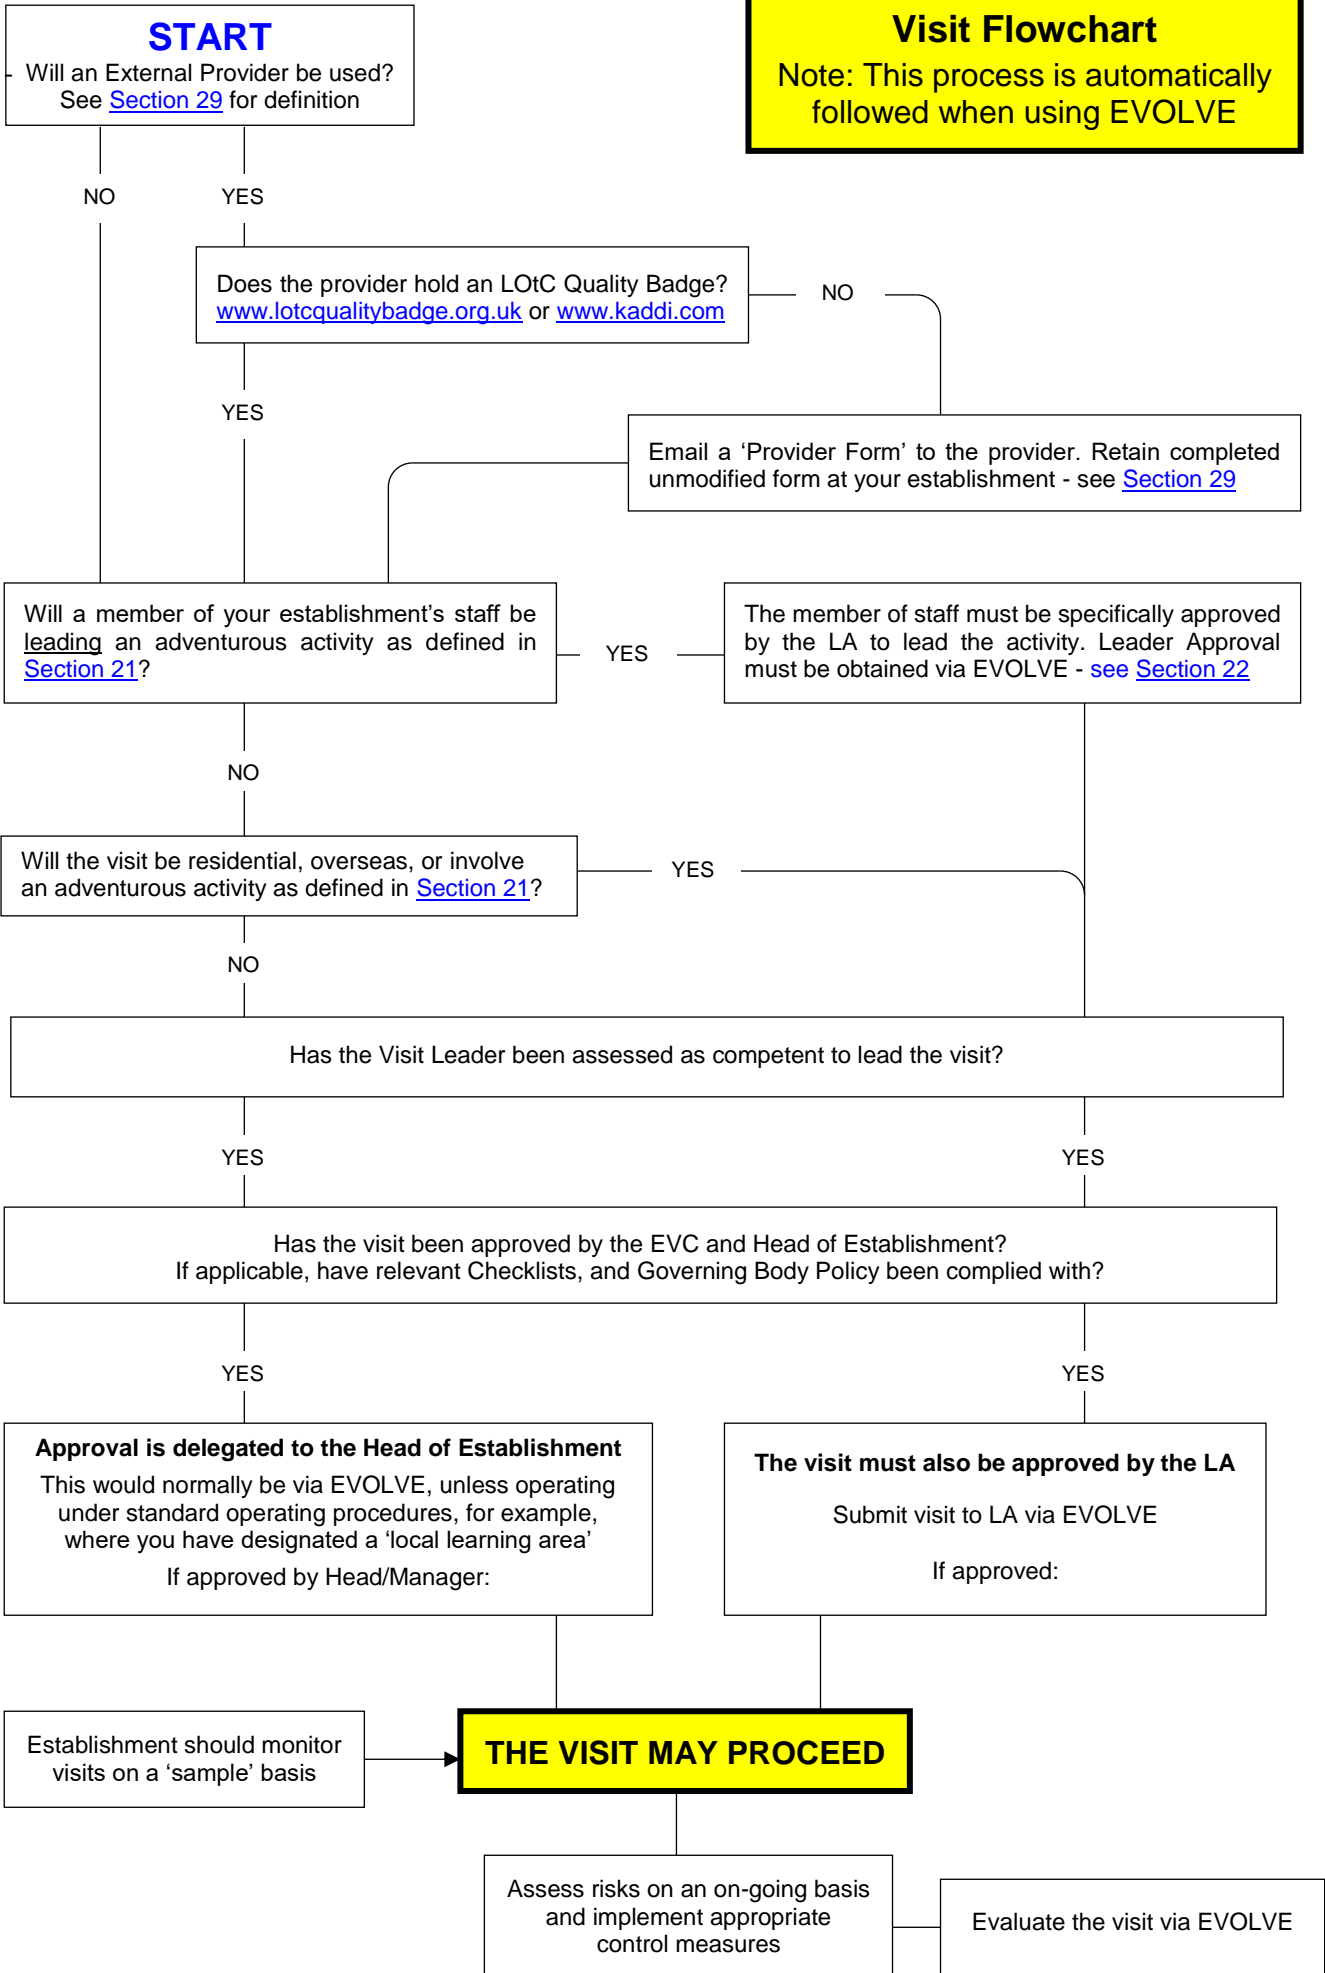 START
- Will an External Provider be used?
See Section 29 for definition
Visit Flowchart
Note: This process is automatically
followed when using EVOLVE
NO
YES
Does the provider hold an LOtC Quality Badge?
www.lotcqualitybadge.org.uk or www.kaddi.com
NO
YES
Email a ‘Provider Form’ to the provider. Retain completed
unmodified form at your establishment - see Section 29
Will a member of your establishment’s staff be
leading an adventurous activity as defined in
Section 21?
YES
The member of staff must be specifically approved
by the LA to lead the activity. Leader Approval
must be obtained via EVOLVE - see Section 22
NO
Will the visit be residential, overseas, or involve
an adventurous activity as defined in Section 21?
YES
NO
Has the Visit Leader been assessed as competent to lead the visit?
YES
YES
Has the visit been approved by the EVC and Head of Establishment?
If applicable, have relevant Checklists, and Governing Body Policy been complied with?
YES
YES
Approval is delegated to the Head of Establishment
This would normally be via EVOLVE, unless operating
under standard operating procedures, for example,
where you have designated a ‘local learning area’
If approved by Head/Manager:
The visit must also be approved by the LA
Submit visit to LA via EVOLVE
If approved:
Establishment should monitor
visits on a ‘sample’ basis
THE VISIT MAY PROCEED
Assess risks on an on-going basis
and implement appropriate
control measures
Evaluate the visit via EVOLVE